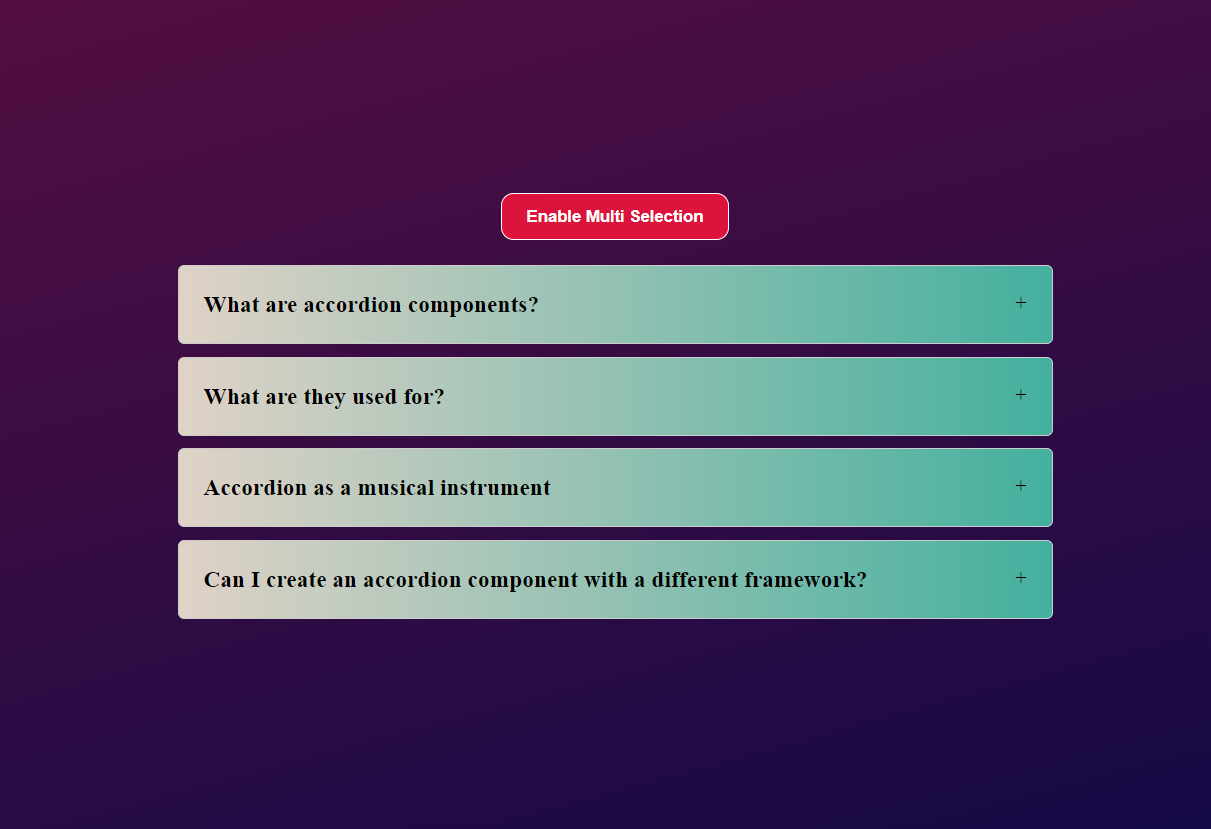 Enable Multi Selection
What are accordion components? +
What are they used for? +
Accordion as a musical instrument +
Can I create an accordion component with a different framework? +